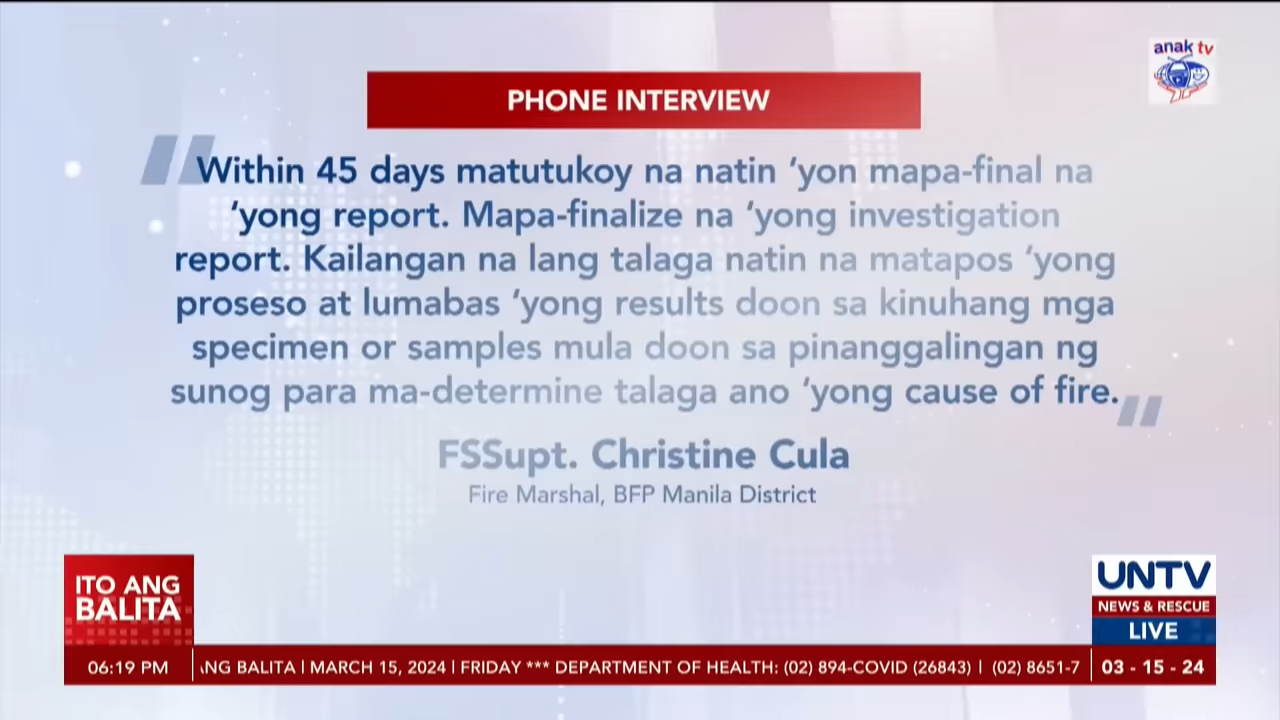 anak tv
PHONE INTERVIEW
Within 45 days matutukoy na natin ‘yon mapa-final na
‘yong report. Mapa-finalize na ‘yong investigation
report. Kailangan na lang talaga natin na matapos ‘yong
proseso at lumabas ‘yong results doon sa kinuhang mga
specimen or samples mula doon sa pinanggalingan ng
sunog para ma-determine talaga ano ‘yong cause of fire.
FSSupt. Christine Cula
Fire Marshal, BFP Manila District
ITO ANG
BALITA
UNTV
NEWS & RESCUE
LIVE
06:19 PM
NG BALITA | MARCH 15, 2024 | FRIDAY *** DEPARTMENT OF HEALTH: (02) 894-COVID (26843) | (02) 8651-7
03 - 15 - 24